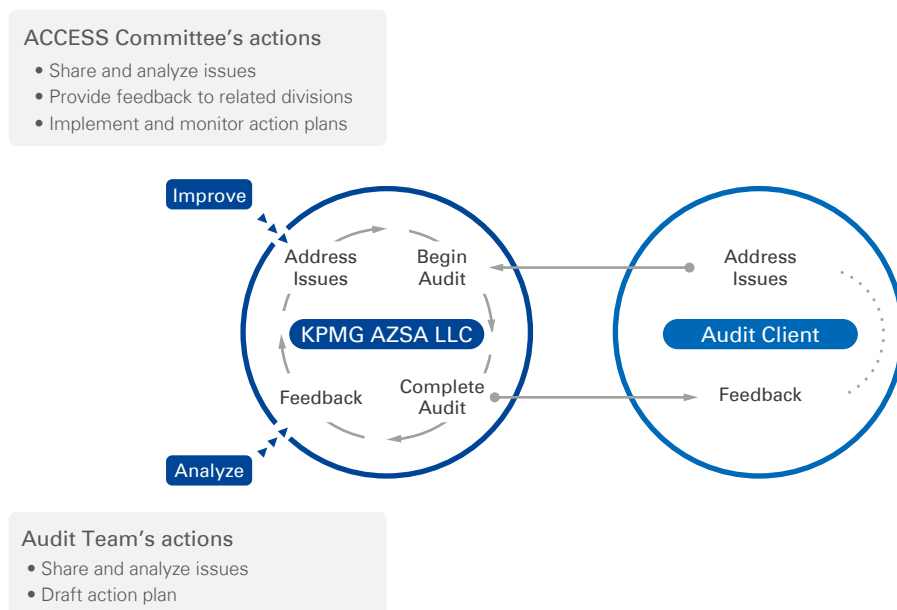 ACCESS Committee’s actions
• Share and analyze issues
• Provide feedback to related divisions
• Implement and monitor action plans
Improve
Address
Issues
Begin
Audit
KPMG AZSA LLC
Feedback
Complete
Audit
Analyze
Address
Issues
Audit Client
Feedback
Audit Team’s actions
• Share and analyze issues
• Draft action plan